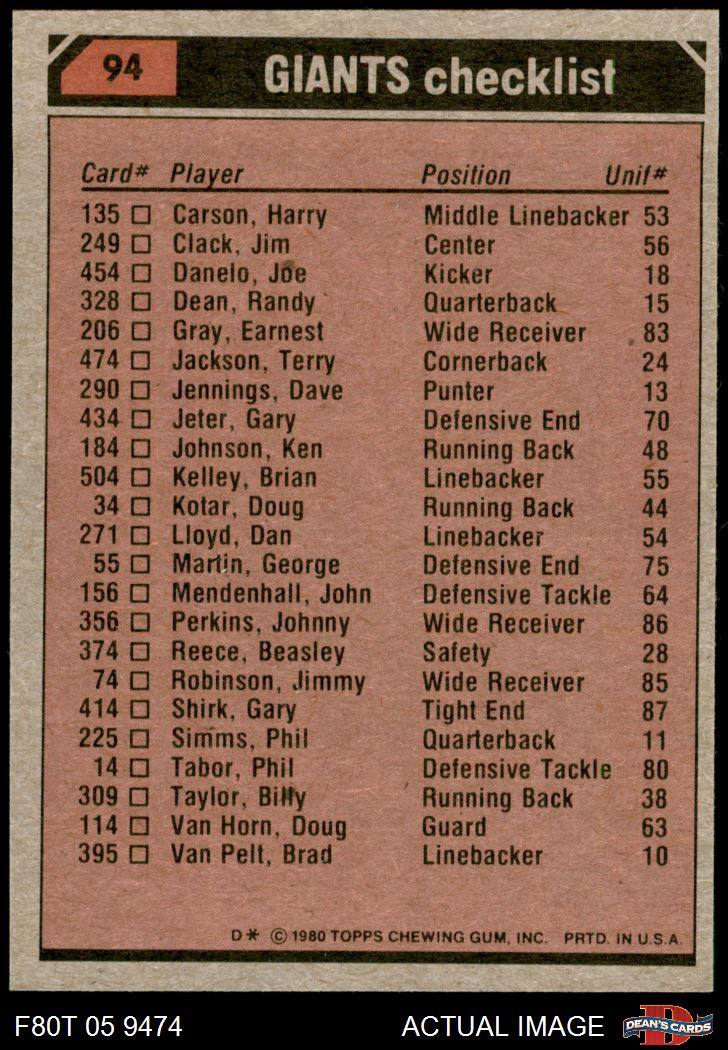 94 GIANTS checklist
Card# Player Position Unif#
135 □ Carson, Harry Middle Linebacker 53
249 □ Clack, Jim Center 56
454 □ Danelo, Joe Kicker 18
328 □ Dean, Randy Quarterback 15
206 □ Gray, Earnest Wide Receiver 83
474 □ Jackson, Terry Cornerback 24
290 □ Jennings, Dave Punter 13
434 □ Jeter, Gary Defensive End 70
184 □ Johnson, Ken Running Back 48
504 □ Kelley, Brian Linebacker 55
34 □ Kotar, Doug Running Back 44
271 □ Lloyd, Dan Linebacker 54
55 □ Martin, George Defensive End 75
156 □ Mendenhall, John Defensive Tackle 64
356 □ Perkins, Johnny Wide Receiver 86
374 □ Reece, Beasley Safety 28
74 □ Robinson, Jimmy Wide Receiver 85
414 □ Shirk, Gary Tight End 87
225 □ Simms, Phil Quarterback 11
14 □ Tabor, Phil Defensive Tackle 80
309 □ Taylor, Billy Running Back 38
114 □ Van Horn, Doug Guard 63
395 □ Van Pelt, Brad Linebacker 10
D* © 1980 TOPPS CHEWING GUM, INC. PRTD. IN U.S.A.
F80T 05 9474 ACTUAL IMAGE D DEAN'S CARDS